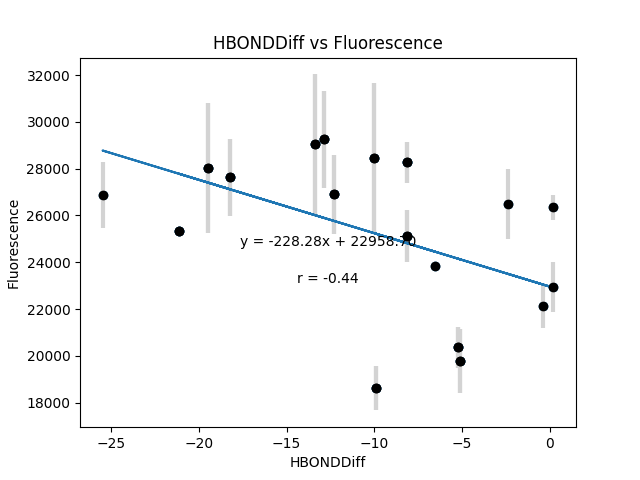 HBONDDiff vs Fluorescence
32000
30000
28000
26000
24000
22000
20000
18000
Fluorescence
y = -228.28x + 22958.70
r = -0.44
−25
−20
−15
−10
−5
0
HBONDDiff